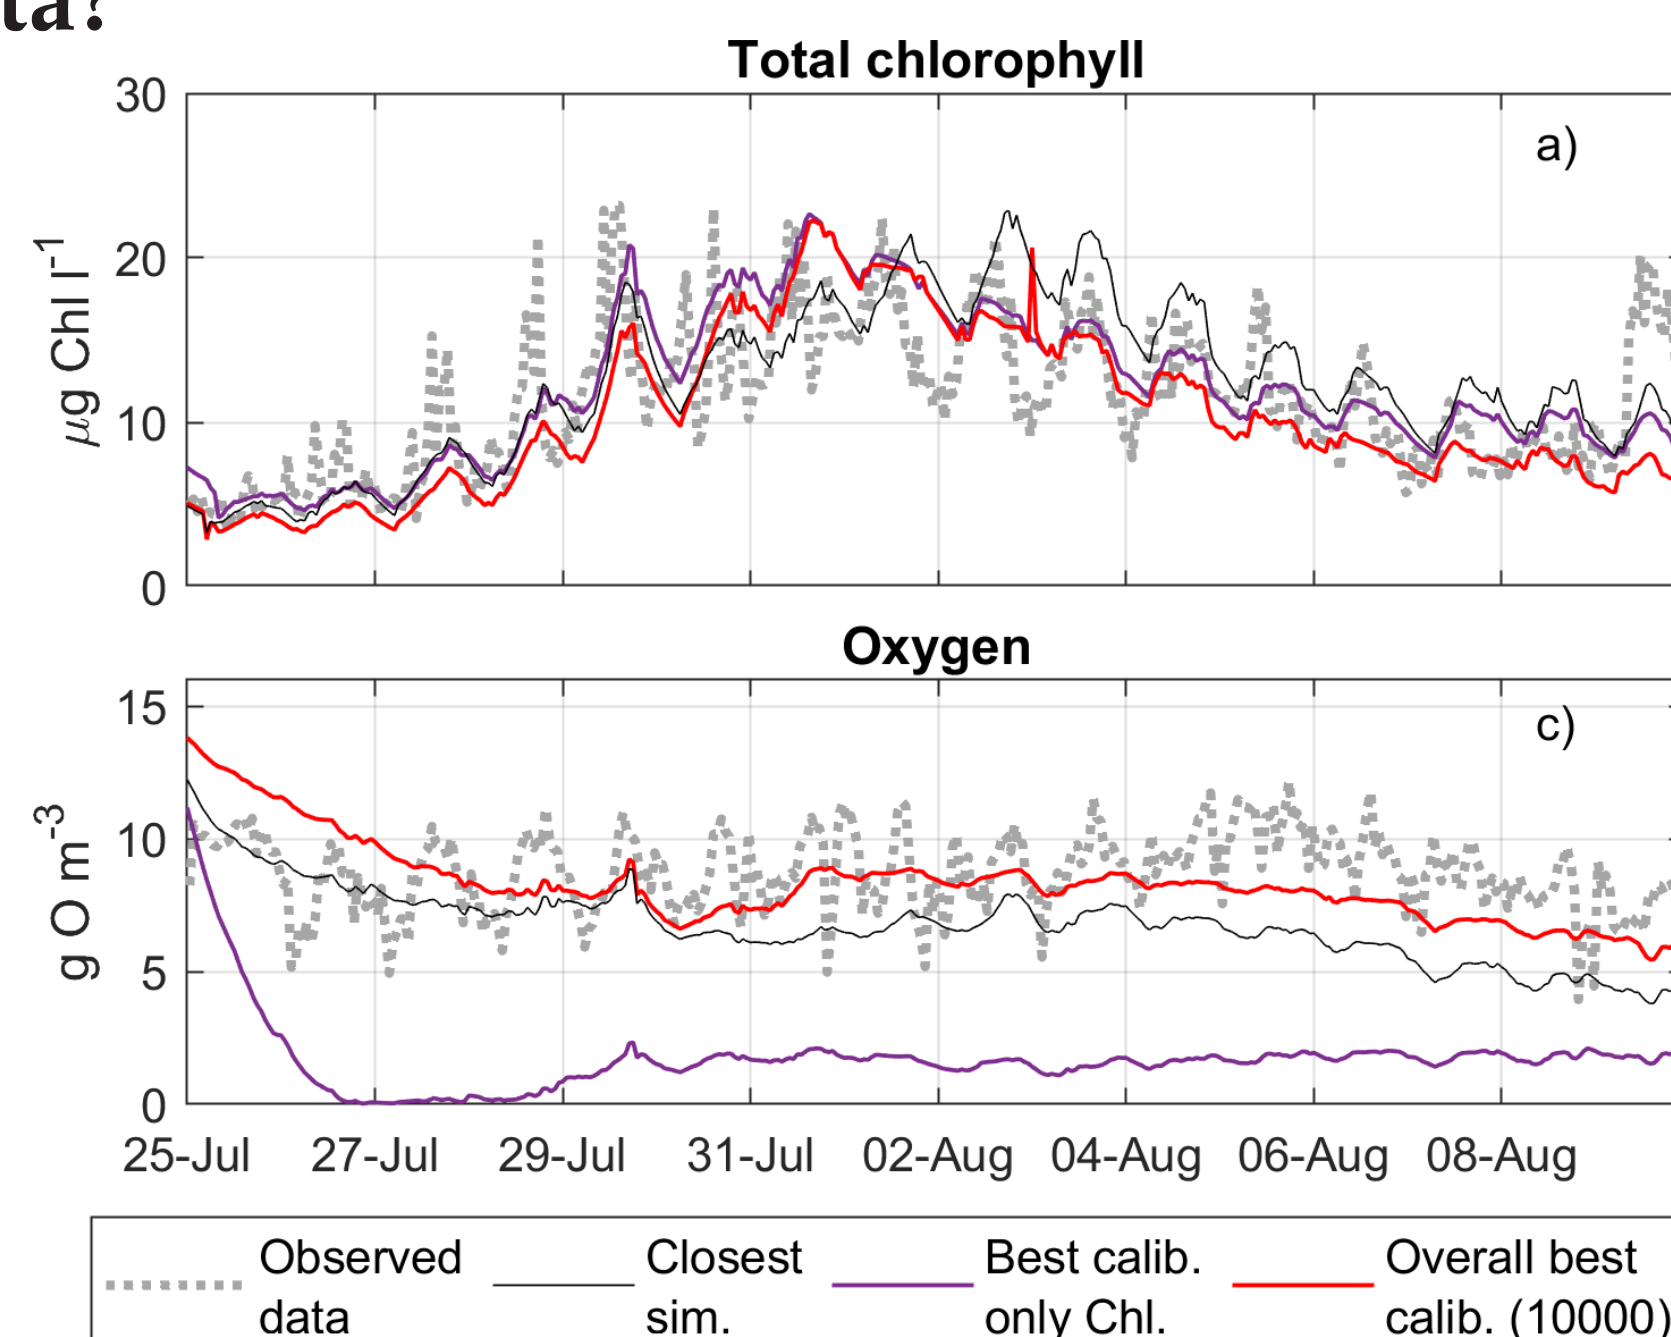 ta?
Total chlorophyll
30
20
10
0
µg Chl l⁻¹
a)
Oxygen
15
10
5
0
g O m⁻³
c)
25-Jul 27-Jul 29-Jul 31-Jul 02-Aug 04-Aug 06-Aug 08-Aug
Observed data
Closest sim.
Best calib. only Chl.
Overall best calib. (10000)